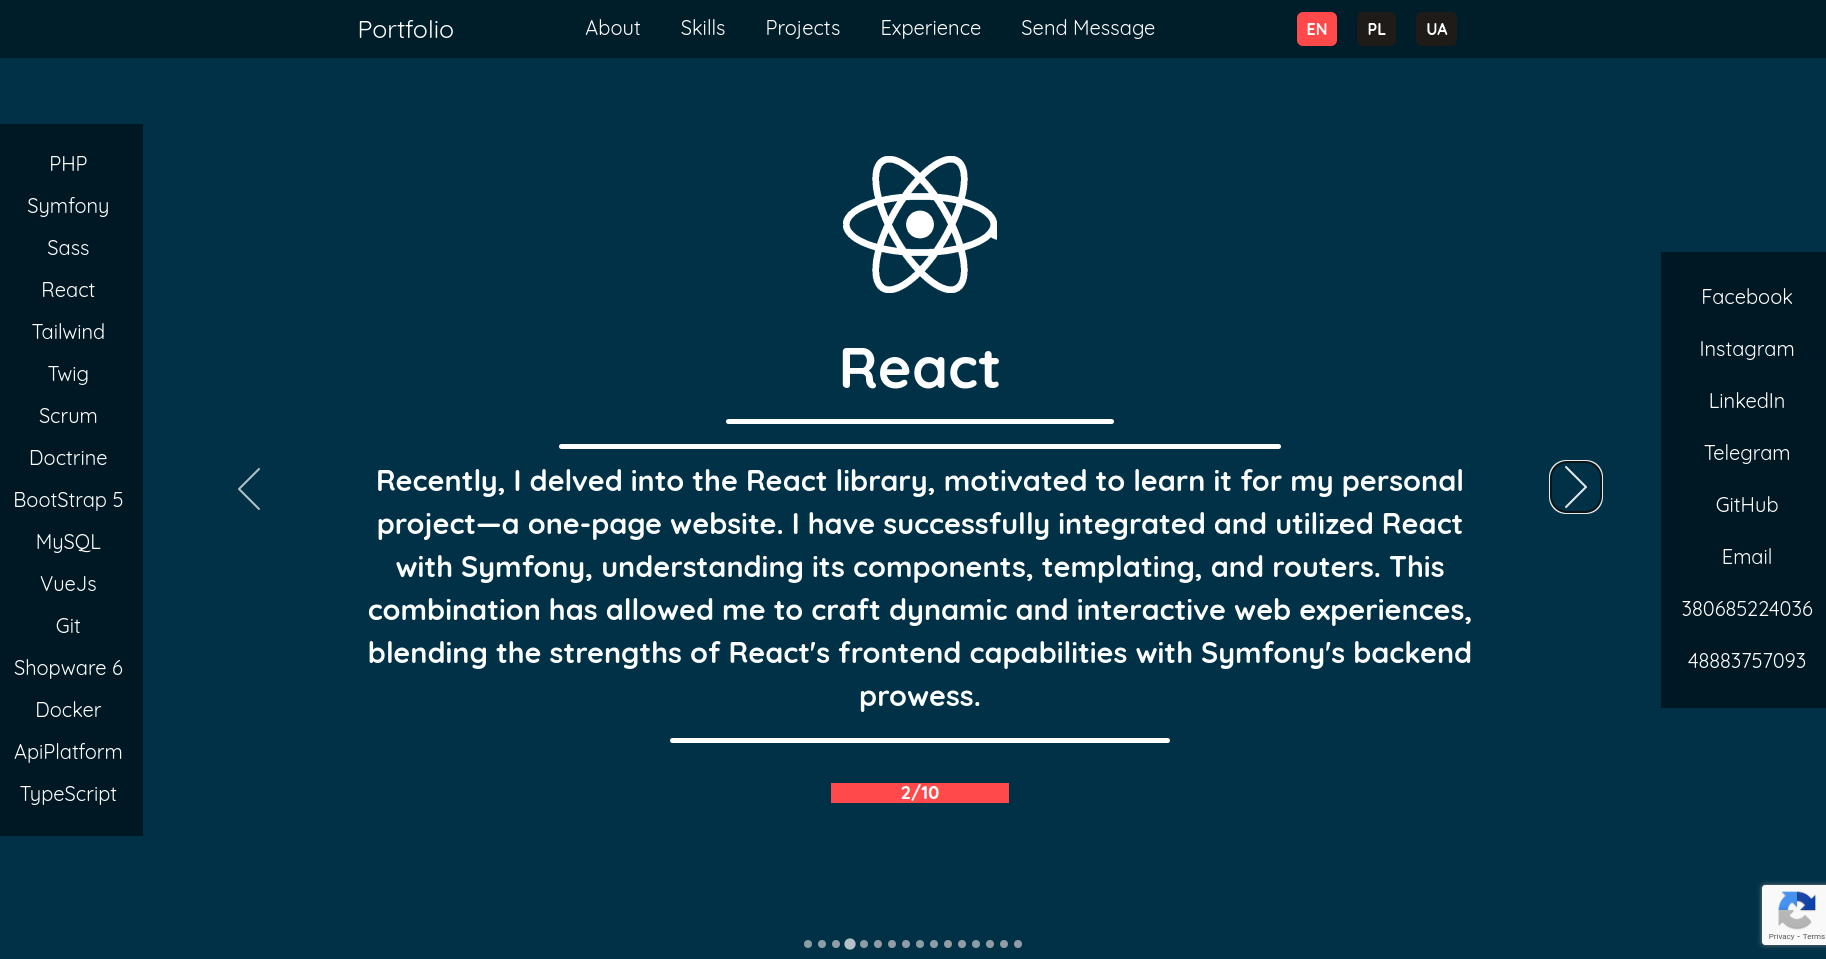 Portfolio
About
Skills
Projects
Experience
Send Message
EN
PL
UA
PHP
Symfony
Sass
React
Tailwind
Twig
Scrum
Doctrine
BootStrap 5
MySQL
VueJs
Git
Shopware 6
Docker
ApiPlatform
TypeScript
React
Recently, I delved into the React library, motivated to learn it for my personal
project—a one-page website. I have successfully integrated and utilized React
with Symfony, understanding its components, templating, and routers. This
combination has allowed me to craft dynamic and interactive web experiences,
blending the strengths of React's frontend capabilities with Symfony's backend
prowess.
2/10
Facebook
Instagram
LinkedIn
Telegram
GitHub
Email
380685224036
48883757093
Privacy - Terms